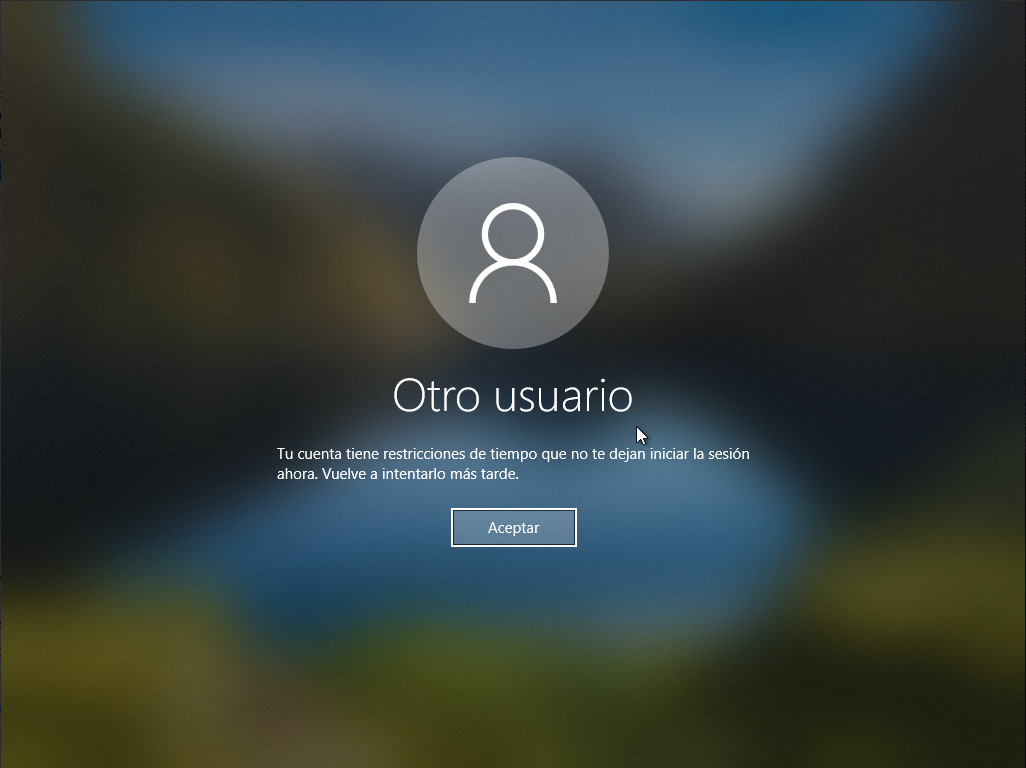 Otro usuario
Tu cuenta tiene restricciones de tiempo que no te dejan iniciar la sesión
ahora. Vuelve a intentarlo más tarde.
Aceptar